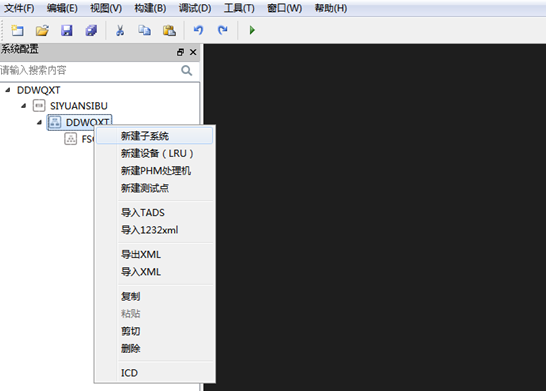 文件(F) 编辑(E) 视图(V) 构建(B) 调试(D) 工具(T) 窗口(W) 帮助(H)
系统配置
请输入搜索内容
DDWQXT
SIYUANSIBU
DDWQXT
新建子系统
新建设备（LRU）
新建PHM处理机
新建测试点
导入TADS
导入1232xml
导出XML
导入XML
复制
粘贴
剪切
删除
ICD